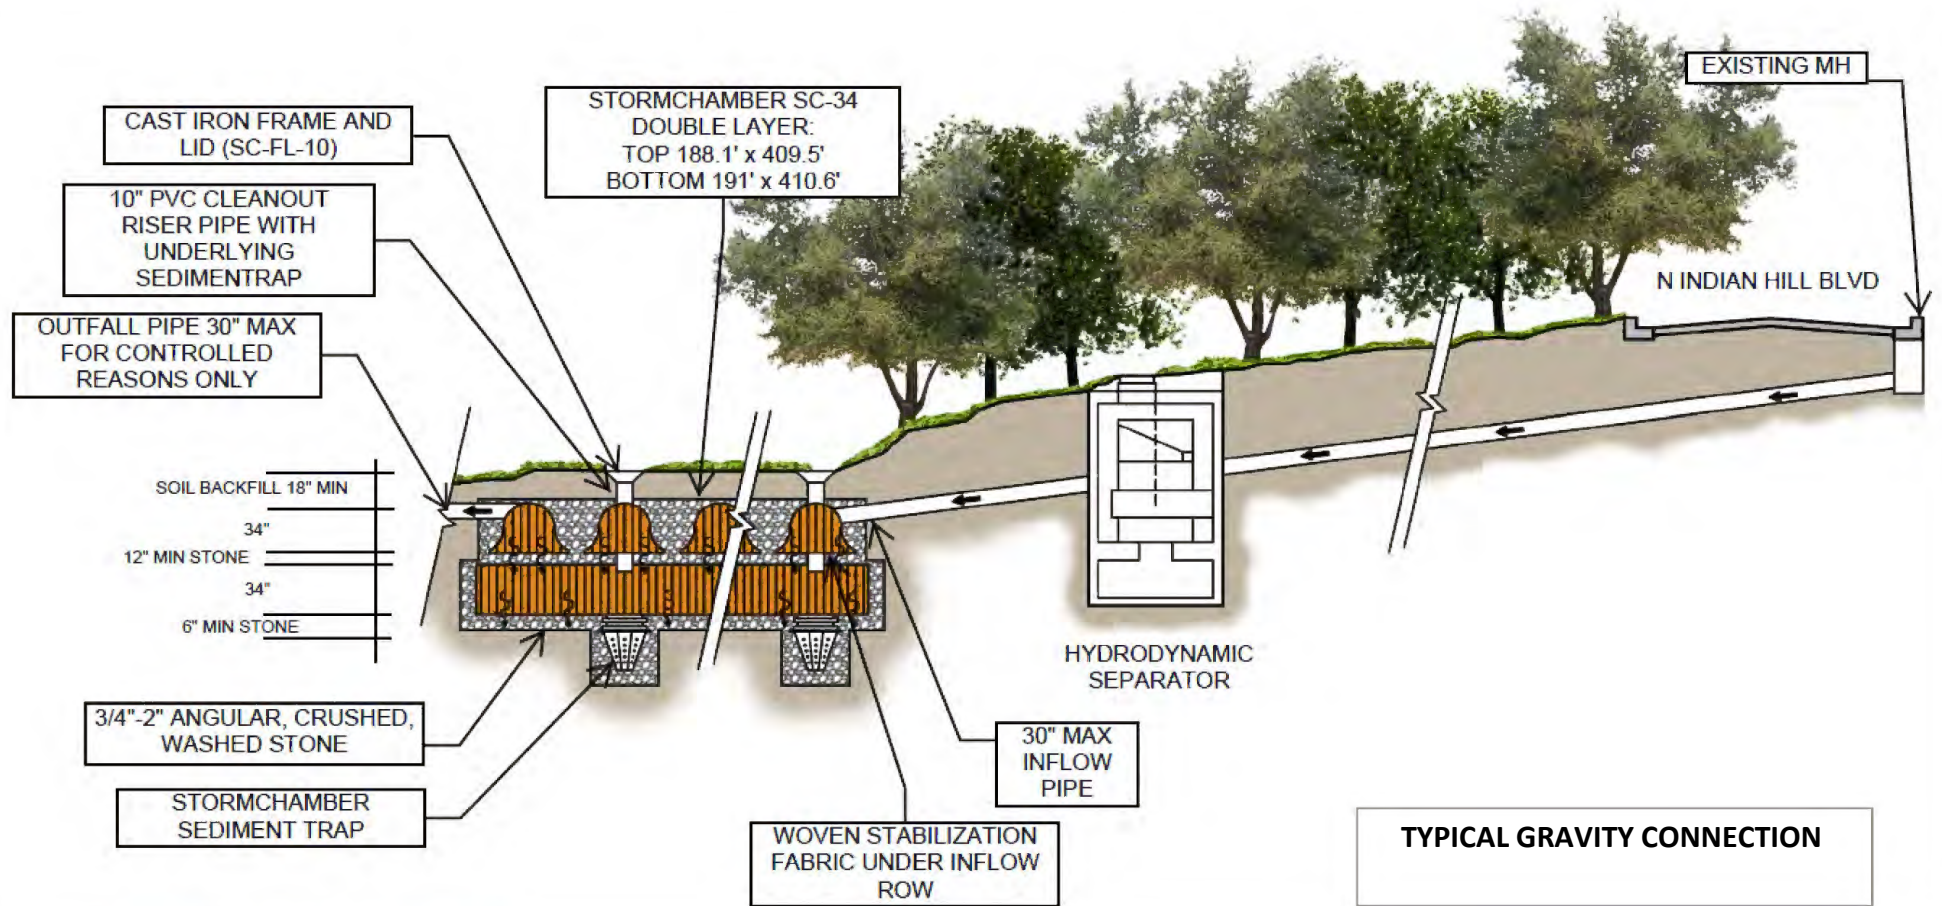 EXISTING MH
STORMCHAMBER SC-34
DOUBLE LAYER:
TOP 188.1' x 409.5'
BOTTOM 191' x 410.6'
CAST IRON FRAME AND
LID (SC-FL-10)
10" PVC CLEANOUT
RISER PIPE WITH
UNDERLYING
SEDIMENTRAP
N INDIAN HILL BLVD
OUTFALL PIPE 30" MAX
FOR CONTROLLED
REASONS ONLY
SOIL BACKFILL 18" MIN
34"
12" MIN STONE
34"
6" MIN STONE
HYDRODYNAMIC
SEPARATOR
3/4"-2" ANGULAR, CRUSHED,
WASHED STONE
30" MAX
INFLOW
PIPE
STORMCHAMBER
SEDIMENT TRAP
WOVEN STABILIZATION
FABRIC UNDER INFLOW
ROW
TYPICAL GRAVITY CONNECTION